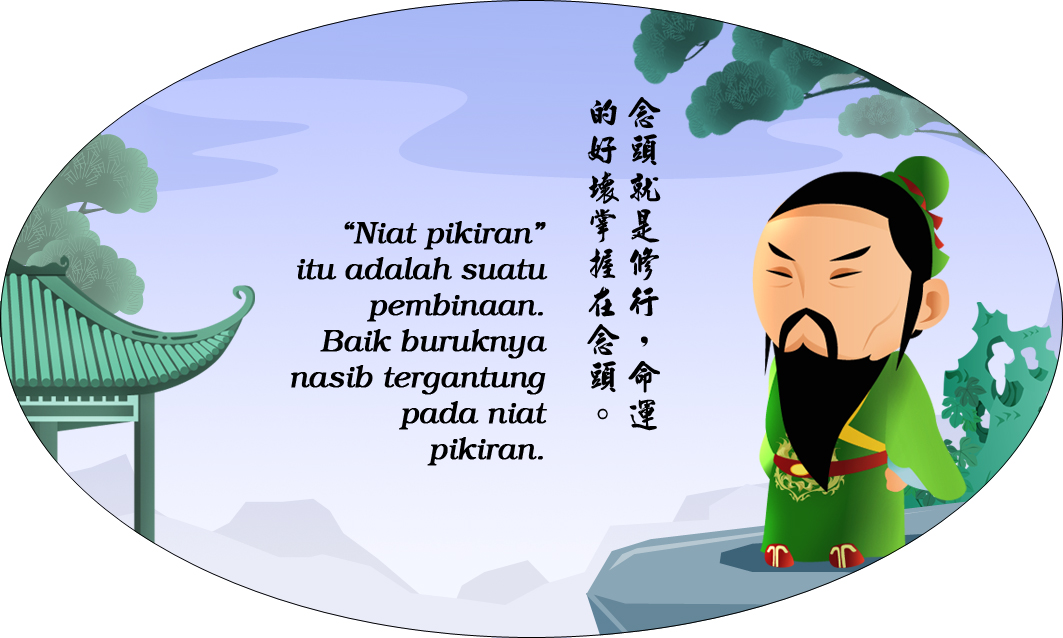 “Niat pikiran”
itu adalah suatu
pembinaan.
Baik buruknya
nasib tergantung
pada niat
pikiran.
念頭就是修行，命運
的好壞掌握在念頭。